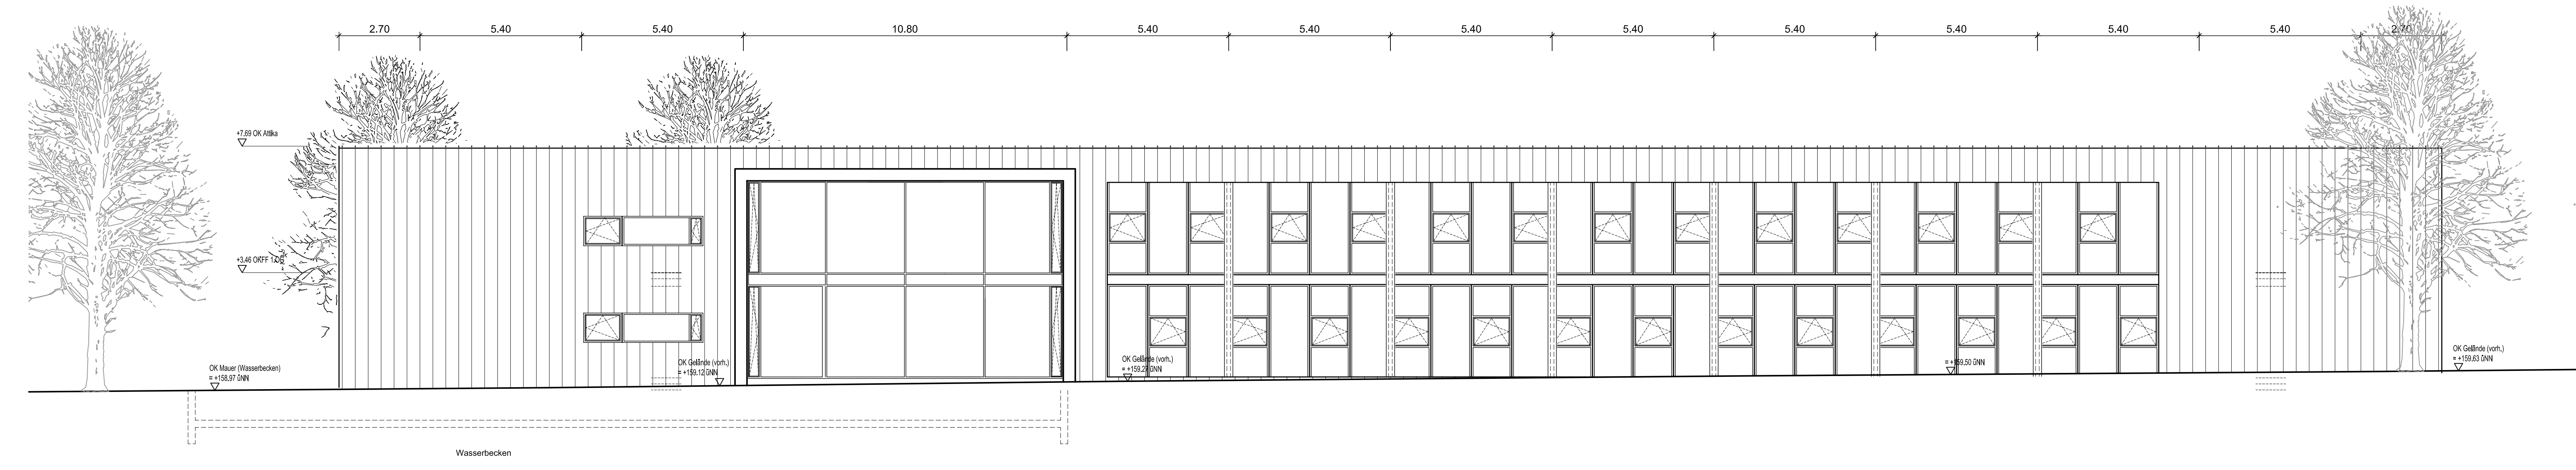 2.70 5.40 5.40 10.80 5.40 5.40 5.40 5.40 5.40 5.40 5.40 5.40 2.70
+7,69 OK Attika
+3,46 OKFF
OK Mauer (Wasserbecken)
= +158,97 üNN
OK Gelände (vorh.)
= +159,12 üNN
OK Gelände (vorh.)
= +159,27 üNN
= +159,50 üNN
OK Gelände (vorh.)
= +159,63 üNN
Wasserbecken